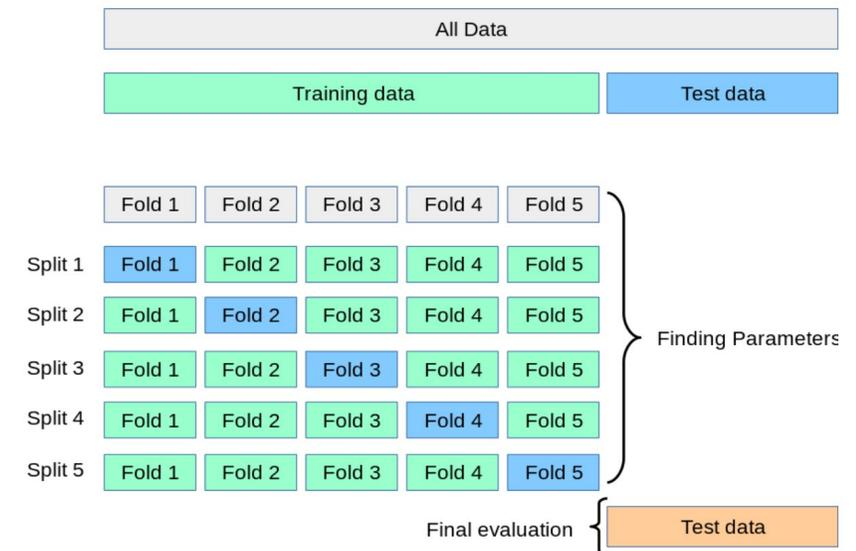 All Data
Training data Test data
Fold 1 Fold 2 Fold 3 Fold 4 Fold 5
Split 1 Fold 1 Fold 2 Fold 3 Fold 4 Fold 5
Split 2 Fold 1 Fold 2 Fold 3 Fold 4 Fold 5
Finding Parameters
Split 3 Fold 1 Fold 2 Fold 3 Fold 4 Fold 5
Split 4 Fold 1 Fold 2 Fold 3 Fold 4 Fold 5
Split 5 Fold 1 Fold 2 Fold 3 Fold 4 Fold 5
Final evaluation Test data